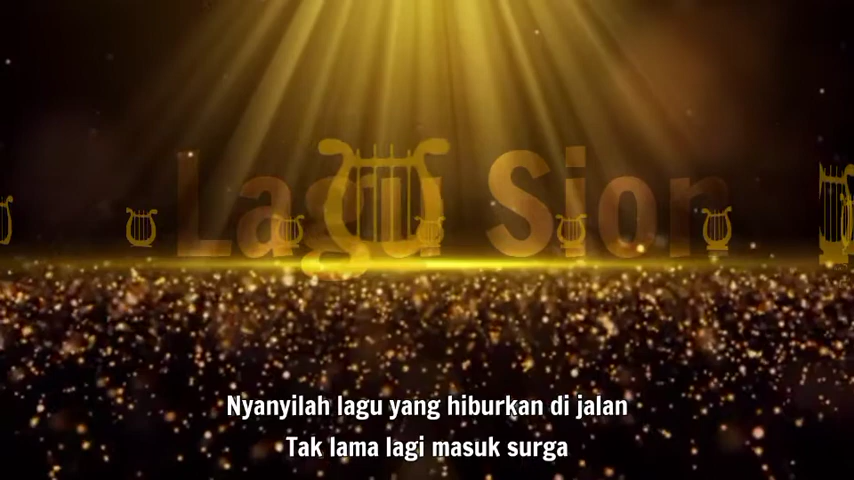 Lagu Sion
Nyanyilah lagu yang hiburkan di jalan
Tak lama lagi masuk surga